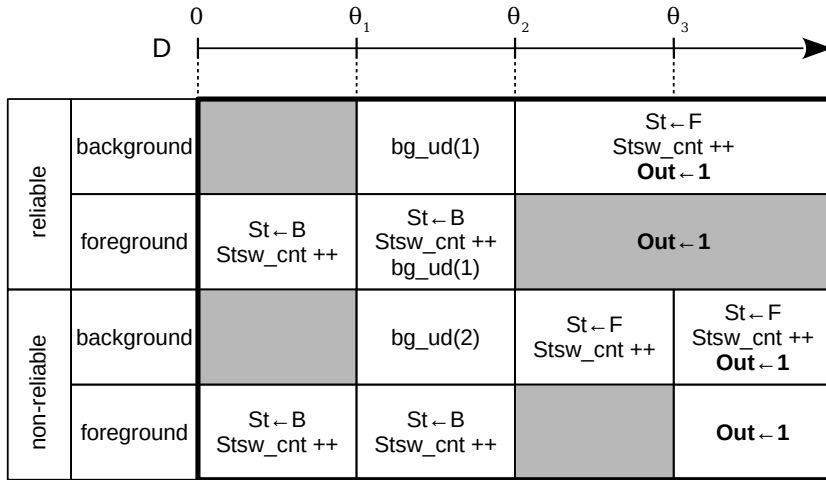 0 θ1 θ2 θ3
D
reliable
background
bg_ud(1)
St←F
Stsw_cnt ++
Out←1
foreground
St←B
Stsw_cnt ++
St←B
Stsw_cnt ++
bg_ud(1)
Out←1
non-reliable
background
bg_ud(2)
St←F
Stsw_cnt ++
St←F
Stsw_cnt ++
Out←1
foreground
St←B
Stsw_cnt ++
St←B
Stsw_cnt ++
Out←1